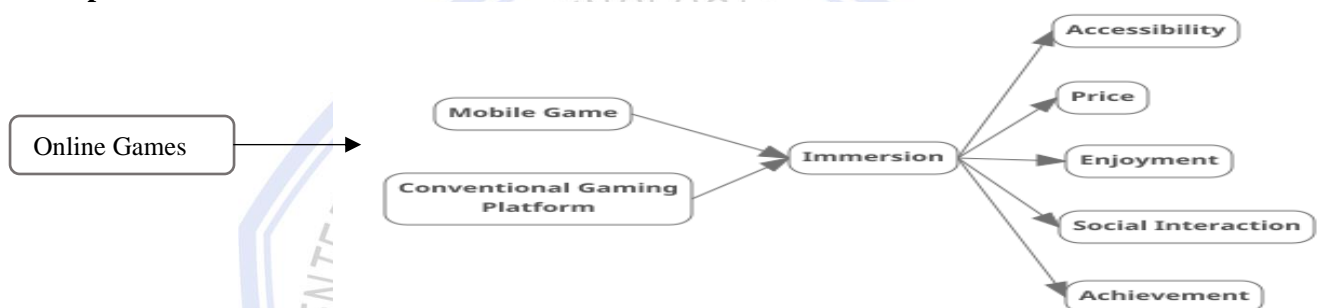 Online Games
Mobile Game
Conventional Gaming
Platform
Immersion
Accessibility
Price
Enjoyment
Social Interaction
Achievement